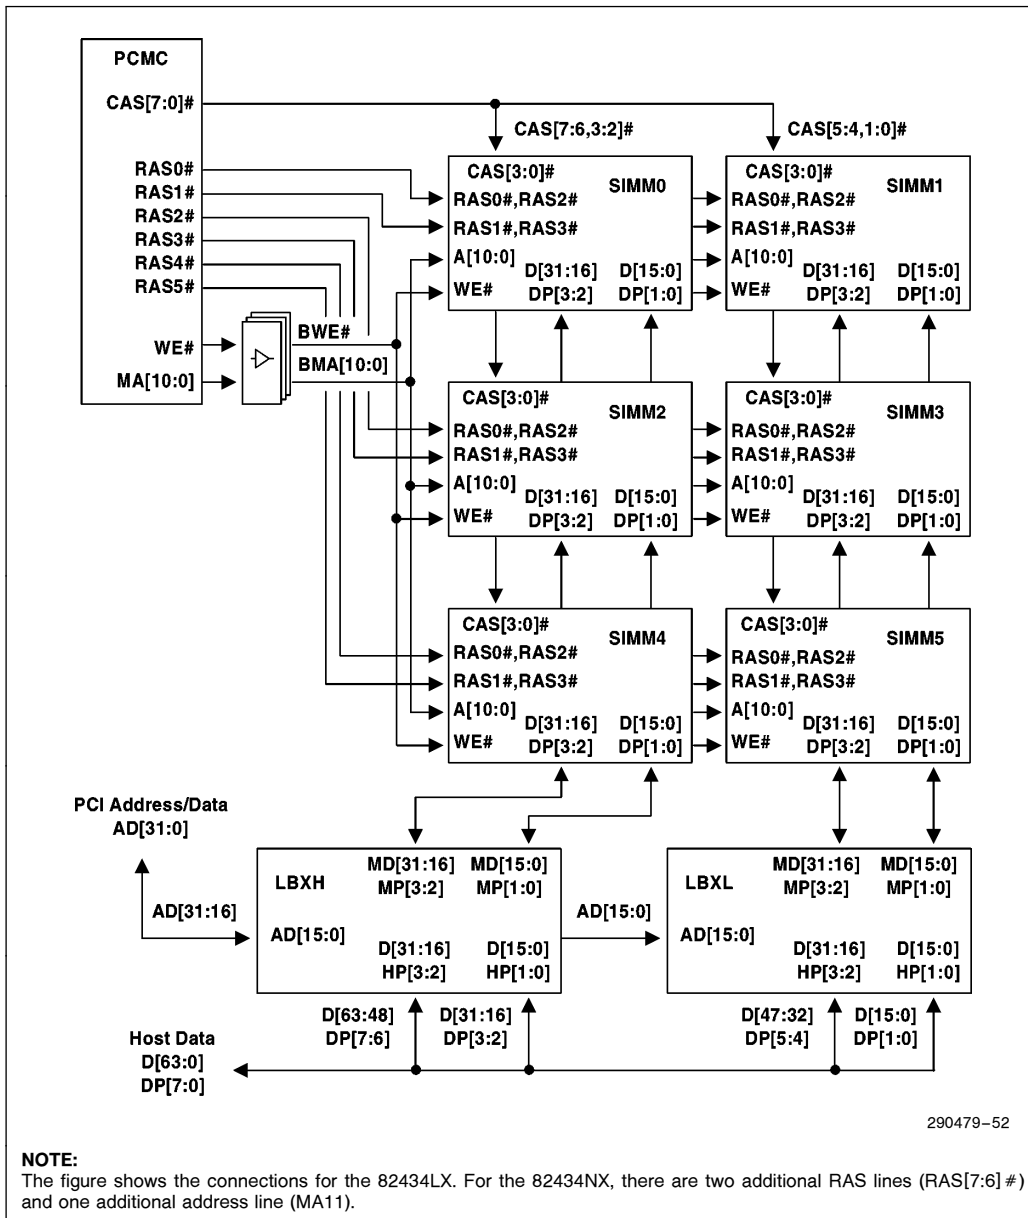 PCMC
CAS[7:0]#
CAS[7:6,3:2]#
CAS[5:4,1:0]#
RAS0#
RAS1#
RAS2#
RAS3#
RAS4#
RAS5#
WE#
MA[10:0]
BWE#
BMA[10:0]
CAS[3:0]#
SIMM0
RAS0#,RAS2#
RAS1#,RAS3#
A[10:0]
D[31:16] D[15:0]
WE#
DP[3:2] DP[1:0]
CAS[3:0]#
SIMM1
RAS0#,RAS2#
RAS1#,RAS3#
A[10:0]
D[31:16] D[15:0]
WE#
DP[3:2] DP[1:0]
CAS[3:0]#
SIMM2
RAS0#,RAS2#
RAS1#,RAS3#
A[10:0]
D[31:16] D[15:0]
WE#
DP[3:2] DP[1:0]
CAS[3:0]#
SIMM3
RAS0#,RAS2#
RAS1#,RAS3#
A[10:0]
D[31:16] D[15:0]
WE#
DP[3:2] DP[1:0]
CAS[3:0]#
SIMM4
RAS0#,RAS2#
RAS1#,RAS3#
A[10:0]
D[31:16] D[15:0]
WE#
DP[3:2] DP[1:0]
CAS[3:0]#
SIMM5
RAS0#,RAS2#
RAS1#,RAS3#
A[10:0]
D[31:16] D[15:0]
WE#
DP[3:2] DP[1:0]
PCI Address/Data
AD[31:0]
AD[31:16]
LBXH
MD[31:16] MD[15:0]
MP[3:2] MP[1:0]
AD[15:0]
D[31:16] D[15:0]
HP[3:2] HP[1:0]
AD[15:0]
LBXL
MD[31:16] MD[15:0]
MP[3:2] MP[1:0]
AD[15:0]
D[31:16] D[15:0]
HP[3:2] HP[1:0]
D[63:48] D[31:16]
DP[7:6] DP[3:2]
D[47:32] D[15:0]
DP[5:4] DP[1:0]
Host Data
D[63:0]
DP[7:0]
290479–52
NOTE:
The figure shows the connections for the 82434LX. For the 82434NX, there are two additional RAS lines (RAS[7:6]#)
and one additional address line (MA11).